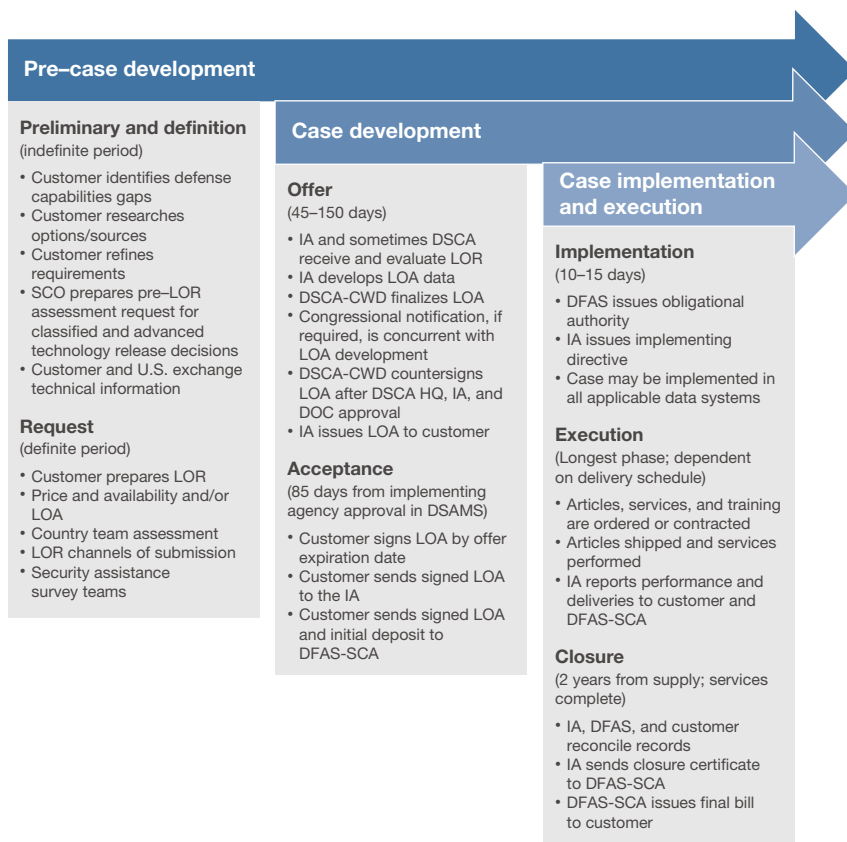 Pre–case development
Preliminary and definition
(indefinite period)
• Customer identifies defense
capabilities gaps
• Customer researches
options/sources
• Customer refines
requirements
• SCO prepares pre–LOR
assessment request for
classified and advanced
technology release decisions
• Customer and U.S. exchange
technical information
Request
(definite period)
• Customer prepares LOR
• Price and availability and/or
LOA
• Country team assessment
• LOR channels of submission
• Security assistance
survey teams
Case development
Offer
(45–150 days)
• IA and sometimes DSCA
receive and evaluate LOR
• IA develops LOA data
• DSCA-CWD finalizes LOA
• Congressional notification, if
required, is concurrent with
LOA development
• DSCA-CWD countersigns
LOA after DSCA HQ, IA, and
DOC approval
• IA issues LOA to customer
Acceptance
(85 days from implementing
agency approval in DSAMS)
• Customer signs LOA by offer
expiration date
• Customer sends signed LOA
to the IA
• Customer sends signed LOA
and initial deposit to
DFAS-SCA
Case implementation
and execution
Implementation
(10–15 days)
• DFAS issues obligational
authority
• IA issues implementing
directive
• Case may be implemented in
all applicable data systems
Execution
(Longest phase; dependent
on delivery schedule)
• Articles, services, and training
are ordered or contracted
• Articles shipped and services
performed
• IA reports performance and
deliveries to customer and
DFAS-SCA
Closure
(2 years from supply; services
complete)
• IA, DFAS, and customer
reconcile records
• IA sends closure certificate
to DFAS-SCA
• DFAS-SCA issues final bill
to customer